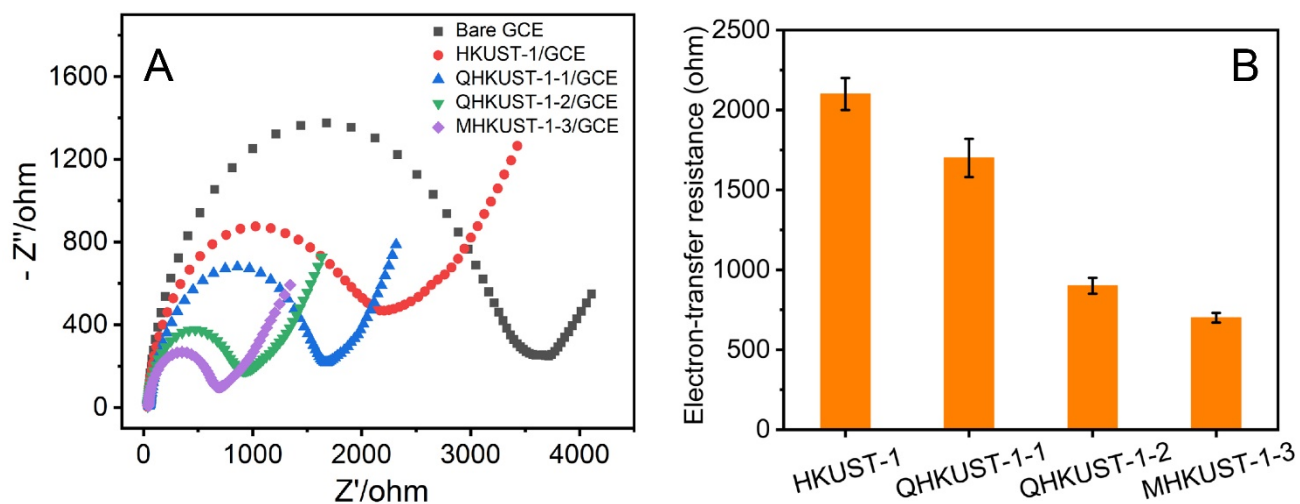 A
Bare GCE
HKUST-1/GCE
QHKUST-1-1/GCE
QHKUST-1-2/GCE
MHKUST-1-3/GCE
- Z"/ohm
1600
1200
800
400
0
0 1000 2000 3000 4000
Z'/ohm
B
Electron-transfer resistance (ohm)
2500
2000
1500
1000
500
0
HKUST-1 QHKUST-1-1 QHKUST-1-2 MHKUST-1-3